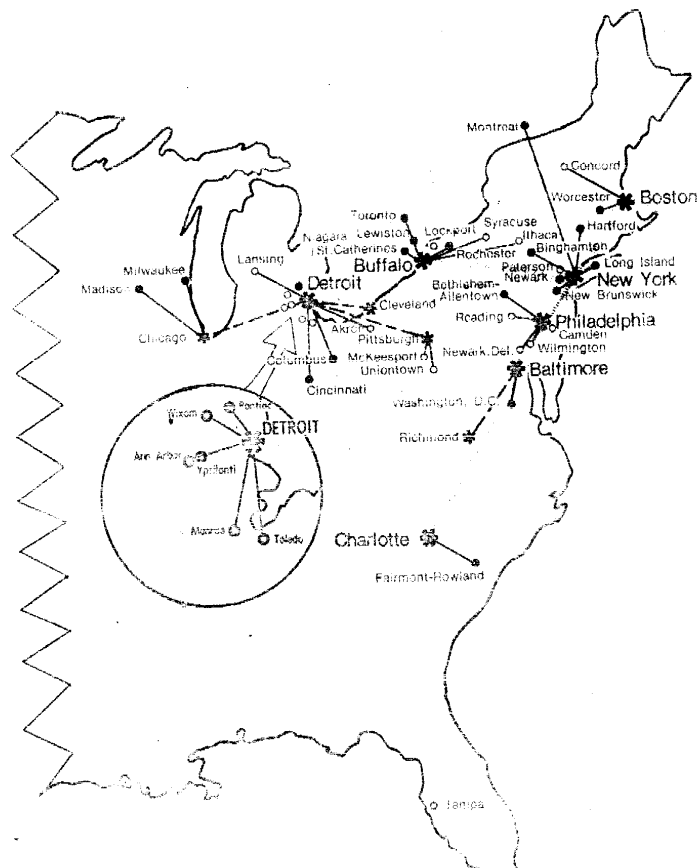 Montreal
Concord
Worcester
Boston
Hartford
Toronto
Lewiston
Lockport
Syracuse
Ithaca
Niagara
St. Catherines
Binghamton
Buffalo
Rochester
Paterson
Long Island
Newark
New York
Lansing
Milwaukee
Madison
Detroit
Cleveland
Bethlehem-
Allentown
New Brunswick
Reading
Philadelphia
Chicago
Akron
Pittsburgh
Camden
Columbus
McKeesport
Newark, Del.
Wilmington
Uniontown
Baltimore
Cincinnati
Washington, D.C.
Wixom
Pontiac
DETROIT
Richmond
Ann Arbor
Ypsilanti
Monroe
Toledo
Charlotte
Fairmont-Rowland
Tampa